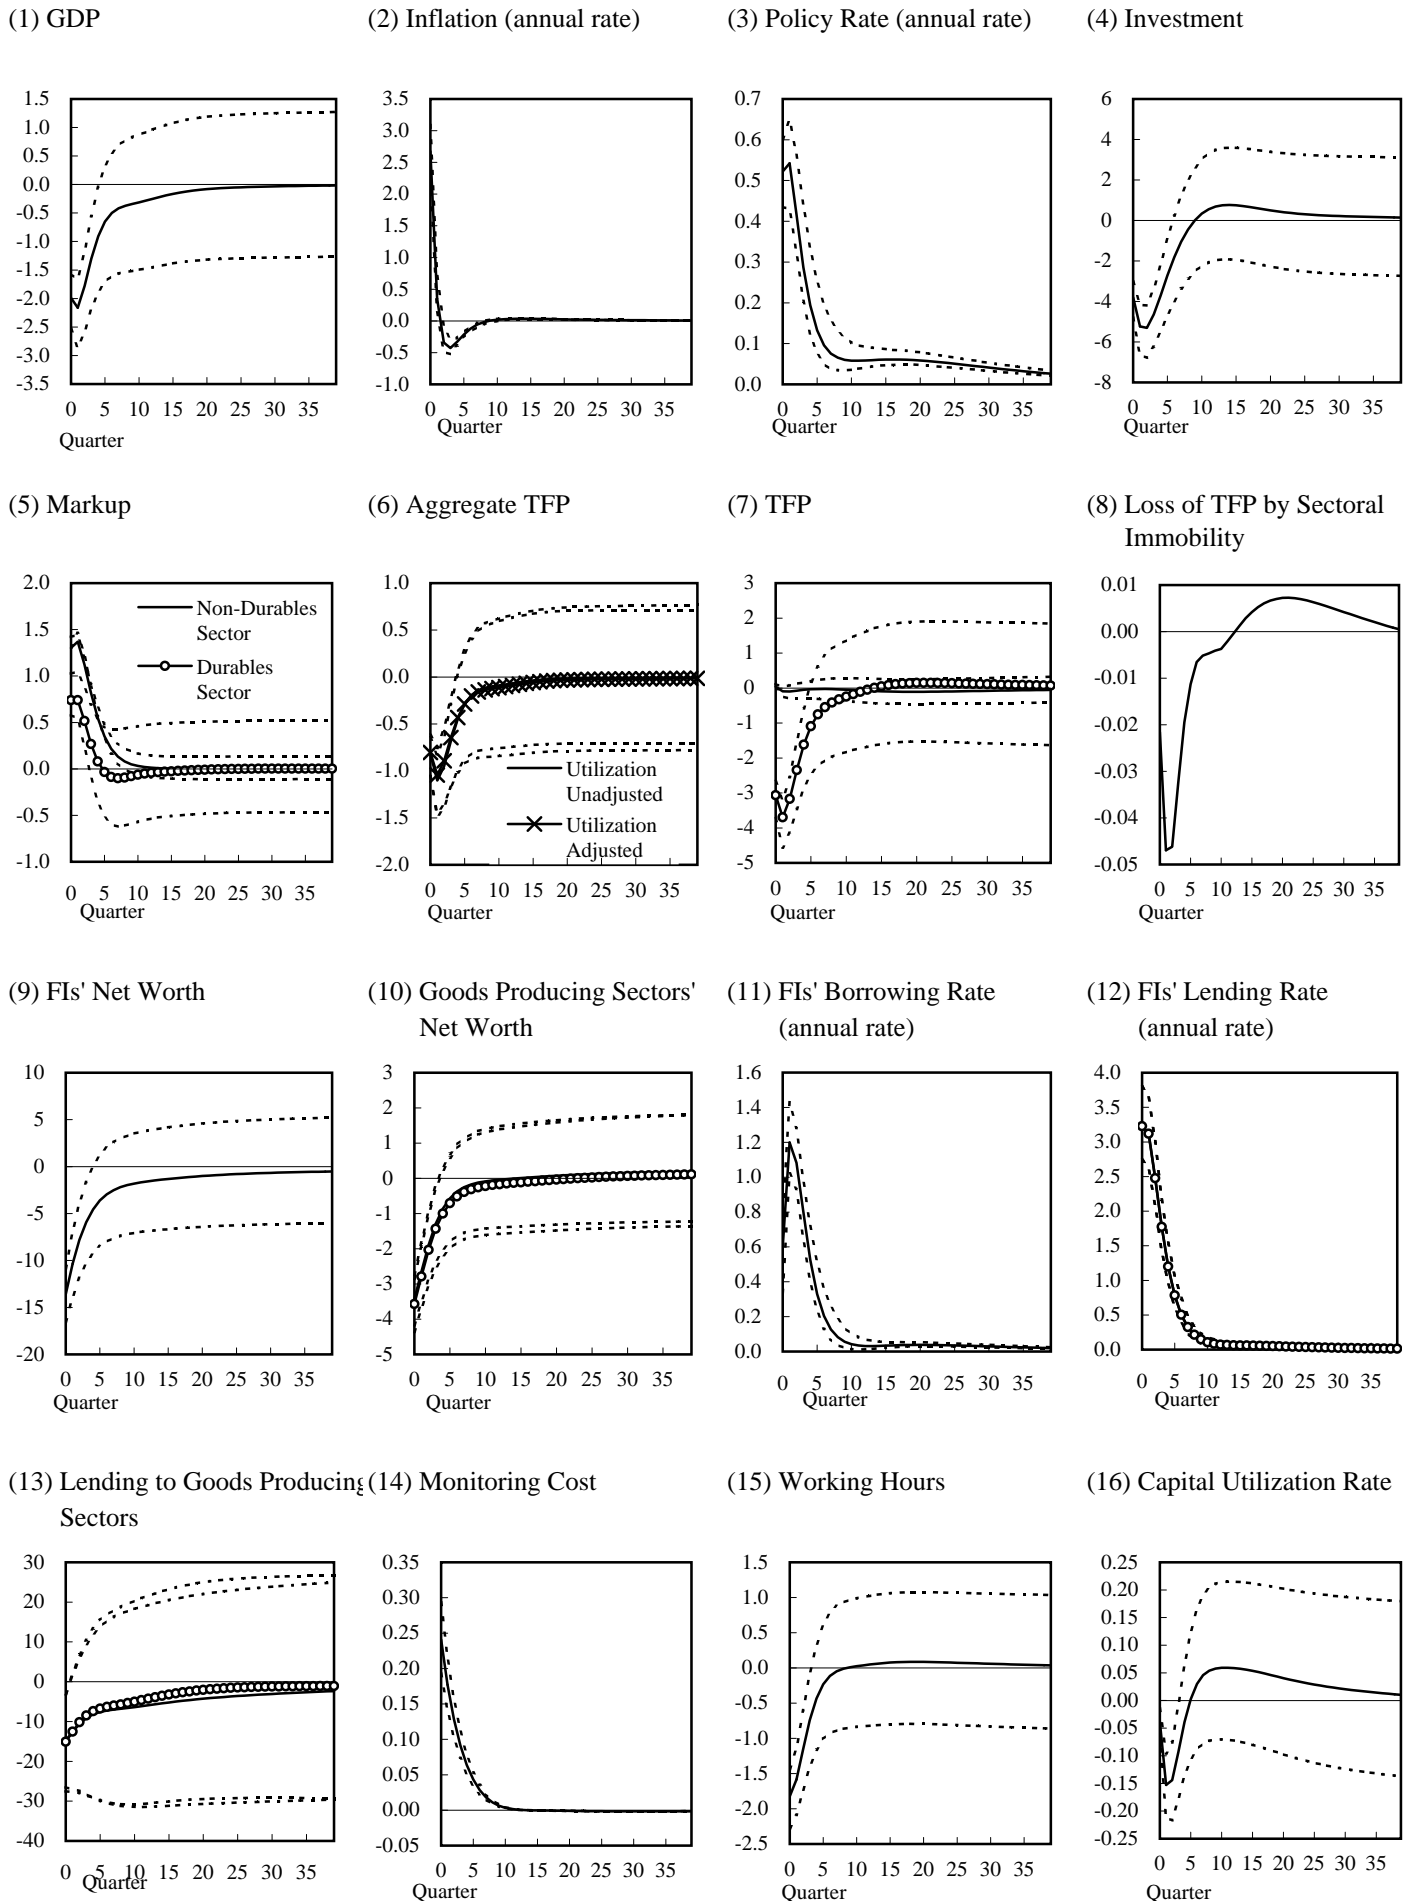 (1) GDP
(2) Inflation (annual rate)
(3) Policy Rate (annual rate)
(4) Investment
1.5
1.0
0.5
0.0
-0.5
-1.0
-1.5
-2.0
-2.5
-3.0
-3.5
0 5 10 15 20 25 30 35
Quarter
3.5
3.0
2.5
2.0
1.5
1.0
0.5
0.0
-0.5
-1.0
0 5 10 15 20 25 30 35
Quarter
0.7
0.6
0.5
0.4
0.3
0.2
0.1
0.0
0 5 10 15 20 25 30 35
Quarter
6
4
2
0
-2
-4
-6
-8
0 5 10 15 20 25 30 35
Quarter
(5) Markup
(6) Aggregate TFP
(7) TFP
(8) Loss of TFP by Sectoral
Immobility
2.0
1.5
1.0
0.5
0.0
-0.5
-1.0
Non-Durables
Sector
Durables
Sector
0 5 10 15 20 25 30 35
Quarter
1.0
0.5
0.0
-0.5
-1.0
-1.5
-2.0
Utilization
Unadjusted
Utilization
Adjusted
0 5 10 15 20 25 30 35
Quarter
3
2
1
0
-1
-2
-3
-4
-5
0 5 10 15 20 25 30 35
Quarter
0.01
0.00
-0.01
-0.02
-0.03
-0.04
-0.05
0 5 10 15 20 25 30 35
Quarter
(9) FIs' Net Worth
(10) Goods Producing Sectors'
Net Worth
(11) FIs' Borrowing Rate
(annual rate)
(12) FIs' Lending Rate
(annual rate)
10
5
0
-5
-10
-15
-20
0 5 10 15 20 25 30 35
Quarter
3
2
1
0
-1
-2
-3
-4
-5
0 5 10 15 20 25 30 35
Quarter
1.6
1.4
1.2
1.0
0.8
0.6
0.4
0.2
0.0
0 5 10 15 20 25 30 35
Quarter
4.0
3.5
3.0
2.5
2.0
1.5
1.0
0.5
0.0
0 5 10 15 20 25 30 35
Quarter
(13) Lending to Goods Producing
Sectors
(14) Monitoring Cost
(15) Working Hours
(16) Capital Utilization Rate
30
20
10
0
-10
-20
-30
-40
0 5 10 15 20 25 30 35
Quarter
0.35
0.30
0.25
0.20
0.15
0.10
0.05
0.00
-0.05
0 5 10 15 20 25 30 35
Quarter
1.5
1.0
0.5
0.0
-0.5
-1.0
-1.5
-2.0
-2.5
0 5 10 15 20 25 30 35
Quarter
0.25
0.20
0.15
0.10
0.05
0.00
-0.05
-0.10
-0.15
-0.20
-0.25
0 5 10 15 20 25 30 35
Quarter